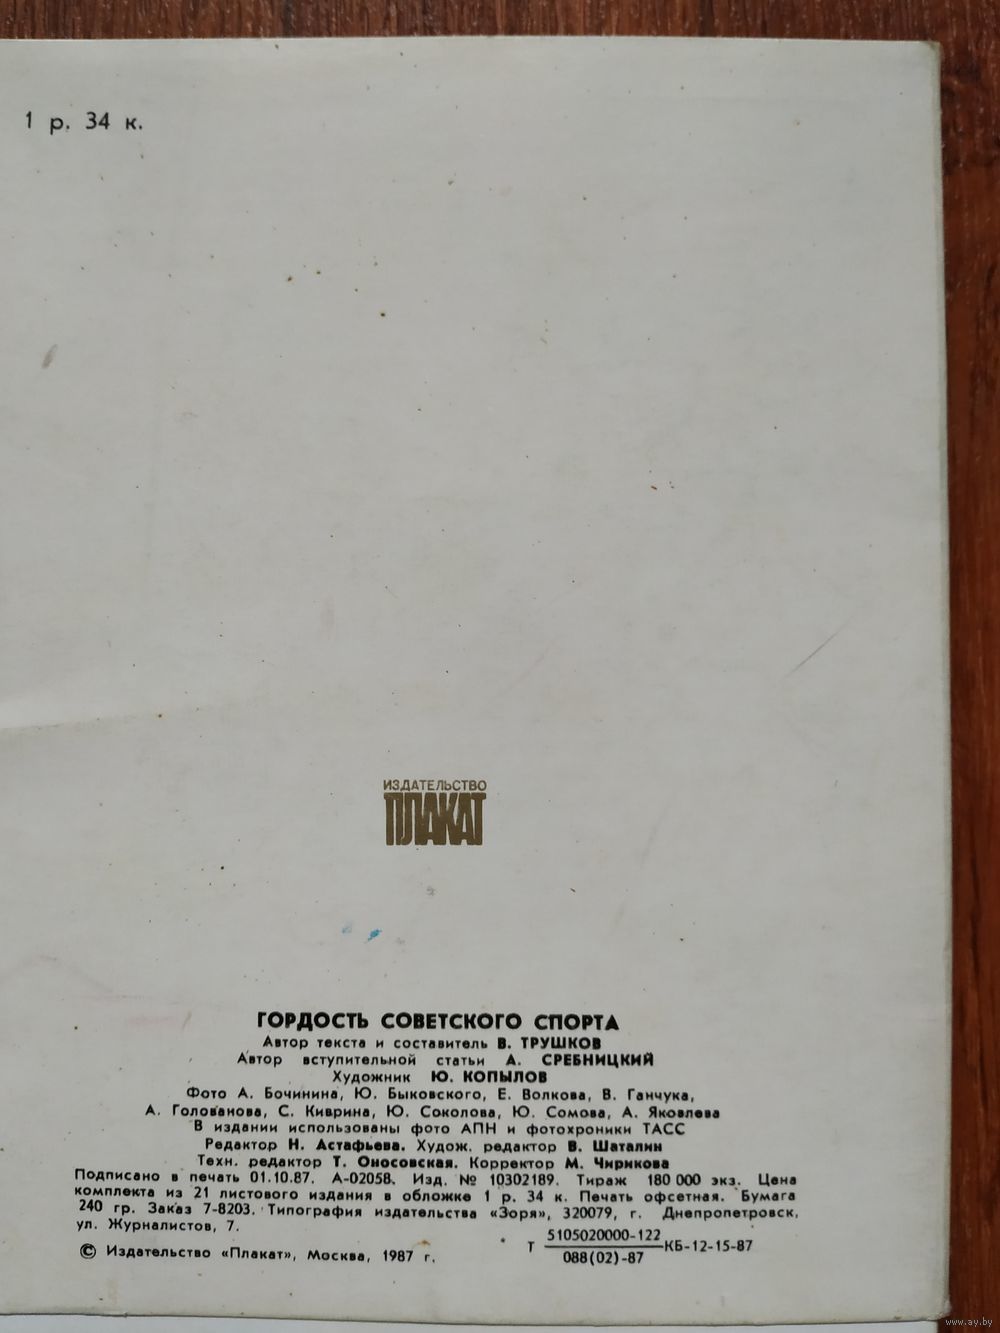 1 р. 34 к.
ИЗДАТЕЛЬСТВО
ПЛАКАТ
ГОРДОСТЬ СОВЕТСКОГО СПОРТА
Автор текста и составитель В. ТРУШКОВ
Автор вступительной статьи А. СРЕБНИЦКИЙ
Художник Ю. КОПЫЛОВ
Фото А. Бочинина, Ю. Быковского, Е. Волкова, В. Ганчука,
А. Голованова, С. Киврина, Ю. Соколова, Ю. Сомова, А. Яковлева
В издании использованы фото АПН и фотохроники ТАСС
Редактор Н. Астафьева. Худож. редактор В. Шаталин
Техн. редактор Т. Оносовская. Корректор М. Чирикова
Подписано в печать 01.10.87. А-02058. Изд. № 10302189. Тираж 180 000 экз. Цена
комплекта из 21 листового издания в обложке 1 р. 34 к. Печать офсетная. Бумага
240 гр. Заказ 7-8203. Типография издательства «Зоря», 320079, г. Днепропетровск,
ул. Журналистов, 7.
© Издательство «Плакат», Москва, 1987 г.
Т 5105020000-122
088(02)-87 КБ-12-15-87
www.ay.by